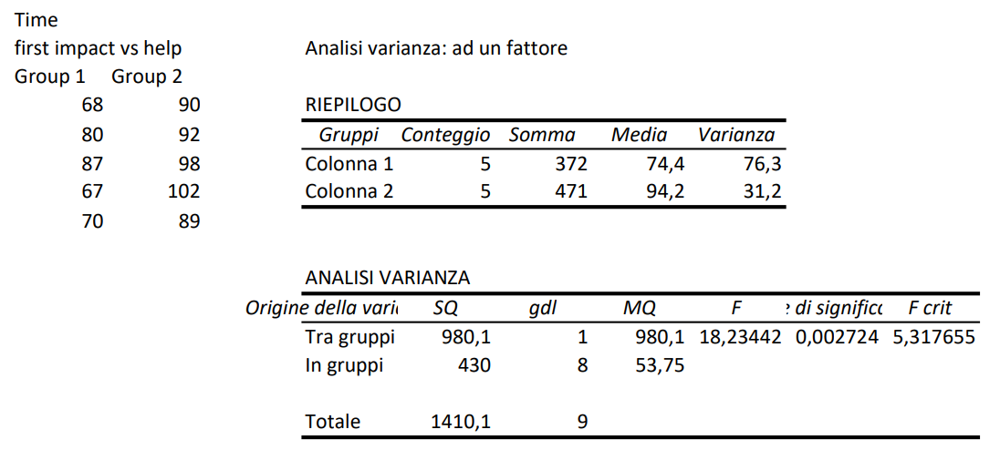 Time
first impact vs help
Analisi varianza: ad un fattore
Group 1 Group 2
68 90
RIEPILOGO
80 92
Gruppi Conteggio Somma Media Varianza
87 98
Colonna 1 5 372 74,4 76,3
67 102
Colonna 2 5 471 94,2 31,2
70 89
ANALISI VARIANZA
Origine della vari SQ gdl MQ F di significc F crit
Tra gruppi 980,1 1 980,1 18,23442 0,002724 5,317655
In gruppi 430 8 53,75
Totale 1410,1 9